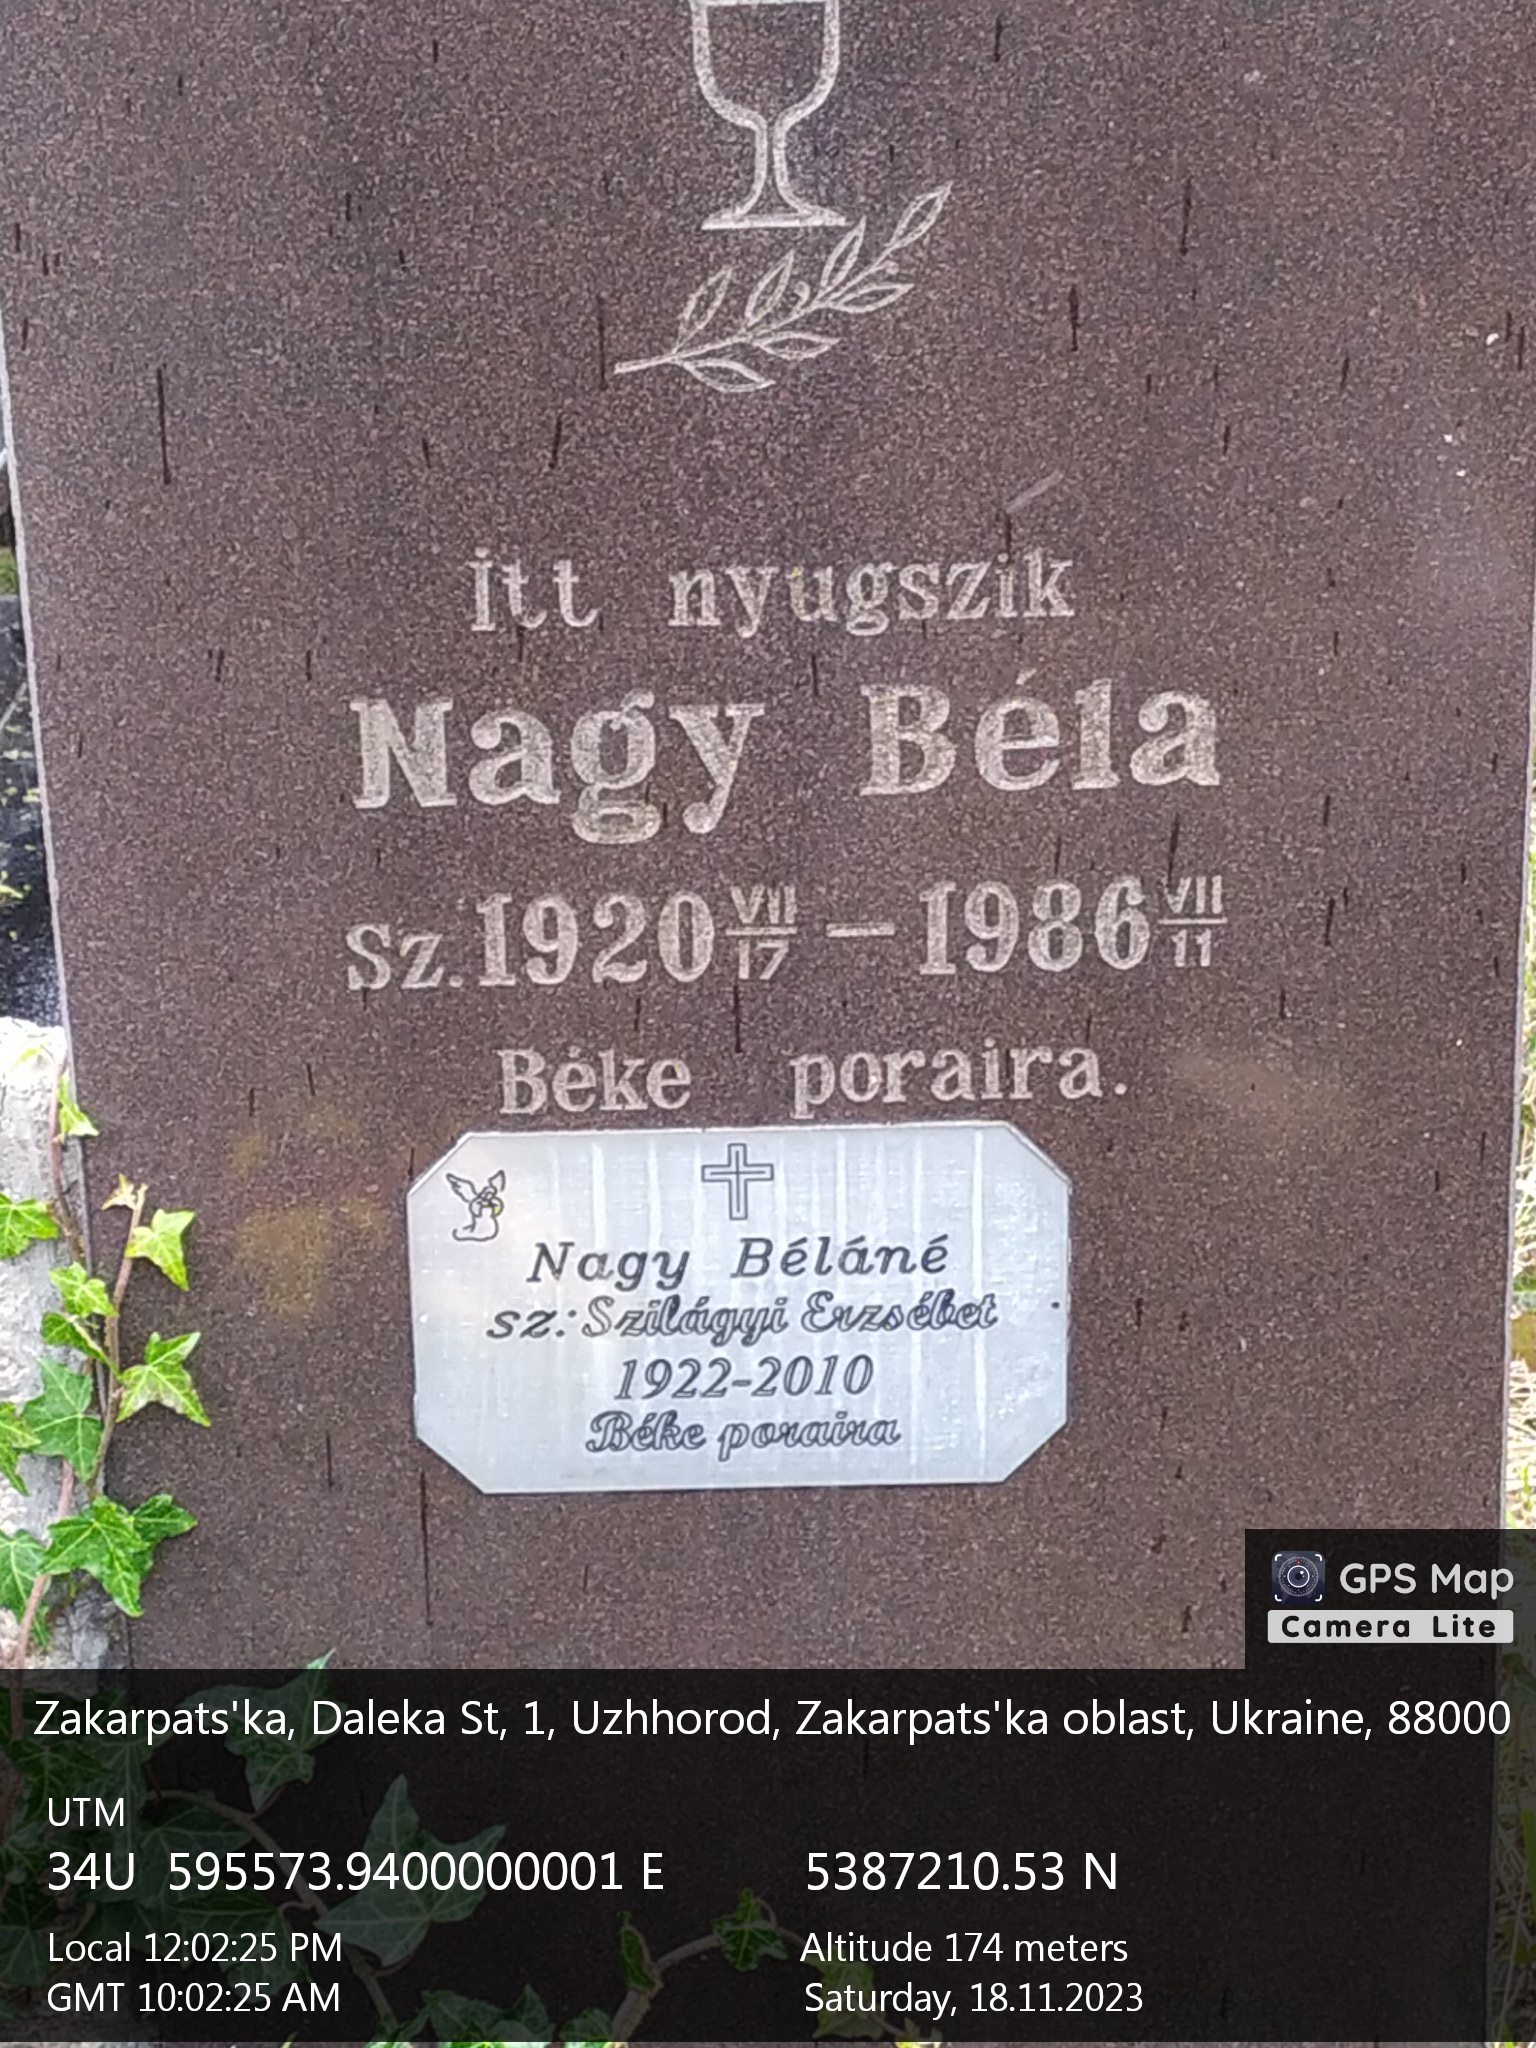 Itt nyugszik
Nagy Béla
Sz. 1920 VII/17 – 1986 VII/11
Béke poraira.
Nagy Béláné
sz: Szilágyi Erzsébet
1922-2010
Béke poraira
GPS Map
Camera Lite
Zakarpats'ka, Daleka St, 1, Uzhhorod, Zakarpats'ka oblast, Ukraine, 88000
UTM
34U 595573.9400000001 E 5387210.53 N
Local 12:02:25 PM Altitude 174 meters
GMT 10:02:25 AM Saturday, 18.11.2023